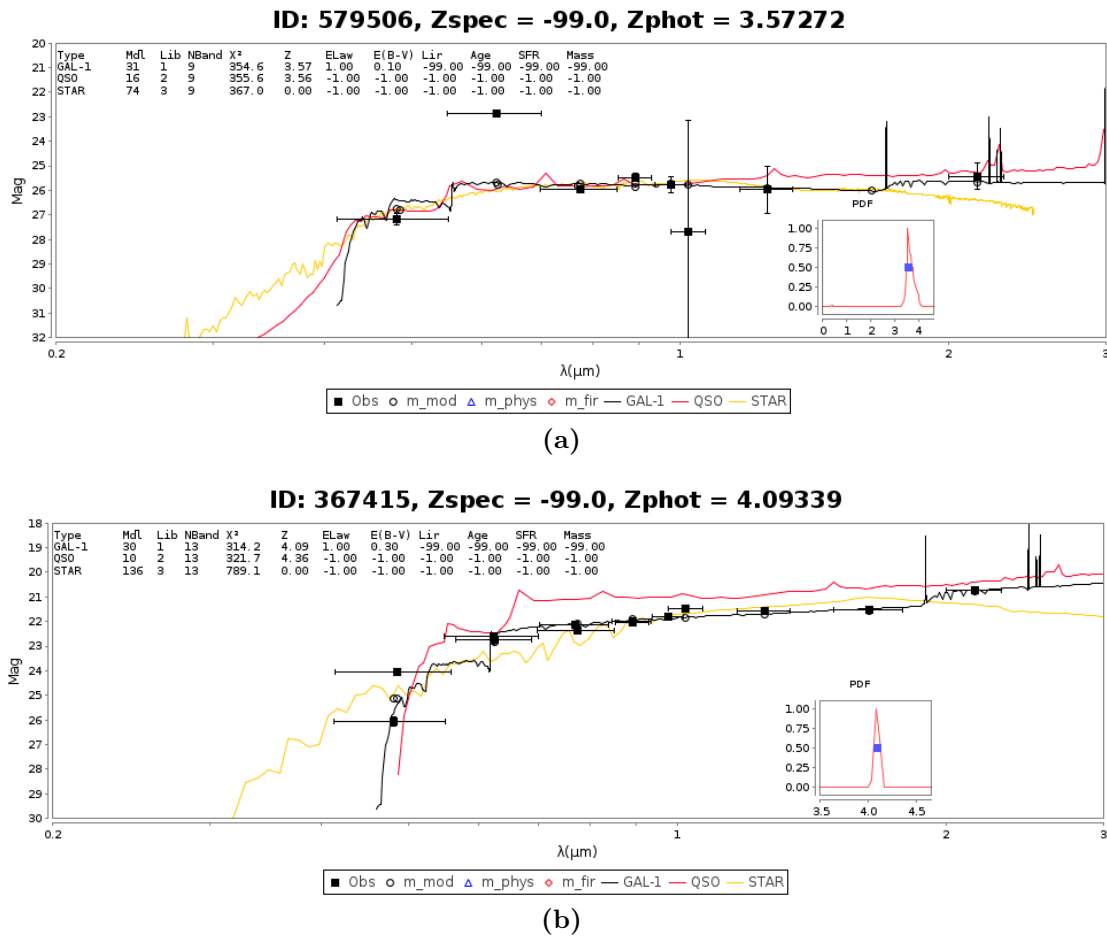 ID: 579506, Zspec = -99.0, Zphot = 3.57272
Type Mdl Lib NBand X² Z ELaw E(B-V) Lir Age SFR Mass
GAL-1 31 1 9 354.6 3.57 1.00 0.10 -99.00 -99.00 -99.00 -99.00
QSO 16 2 9 355.6 3.56 -1.00 -1.00 -1.00 -1.00 -1.00 -1.00
STAR 74 3 9 367.0 0.00 -1.00 -1.00 -1.00 -1.00 -1.00 -1.00
20
21
22
23
24
25
26
27
28
29
30
31
32
Mag
PDF
1.00
0.75
0.50
0.25
0.00
0 1 2 3 4
0.2 1 2 3
λ(μm)
Obs m_mod m_phys m_fir GAL-1 QSO STAR
(a)
ID: 367415, Zspec = -99.0, Zphot = 4.09339
Type Mdl Lib NBand X² Z ELaw E(B-V) Lir Age SFR Mass
GAL-1 30 1 13 314.2 4.09 1.00 0.30 -99.00 -99.00 -99.00 -99.00
QSO 10 2 13 321.7 4.36 -1.00 -1.00 -1.00 -1.00 -1.00 -1.00
STAR 136 3 13 789.1 0.00 -1.00 -1.00 -1.00 -1.00 -1.00 -1.00
18
19
20
21
22
23
24
25
26
27
28
29
30
Mag
PDF
1.00
0.75
0.50
0.25
0.00
3.5 4.0 4.5
0.2 1 2 3
λ(μm)
Obs m_mod m_phys m_fir GAL-1 QSO STAR
(b)